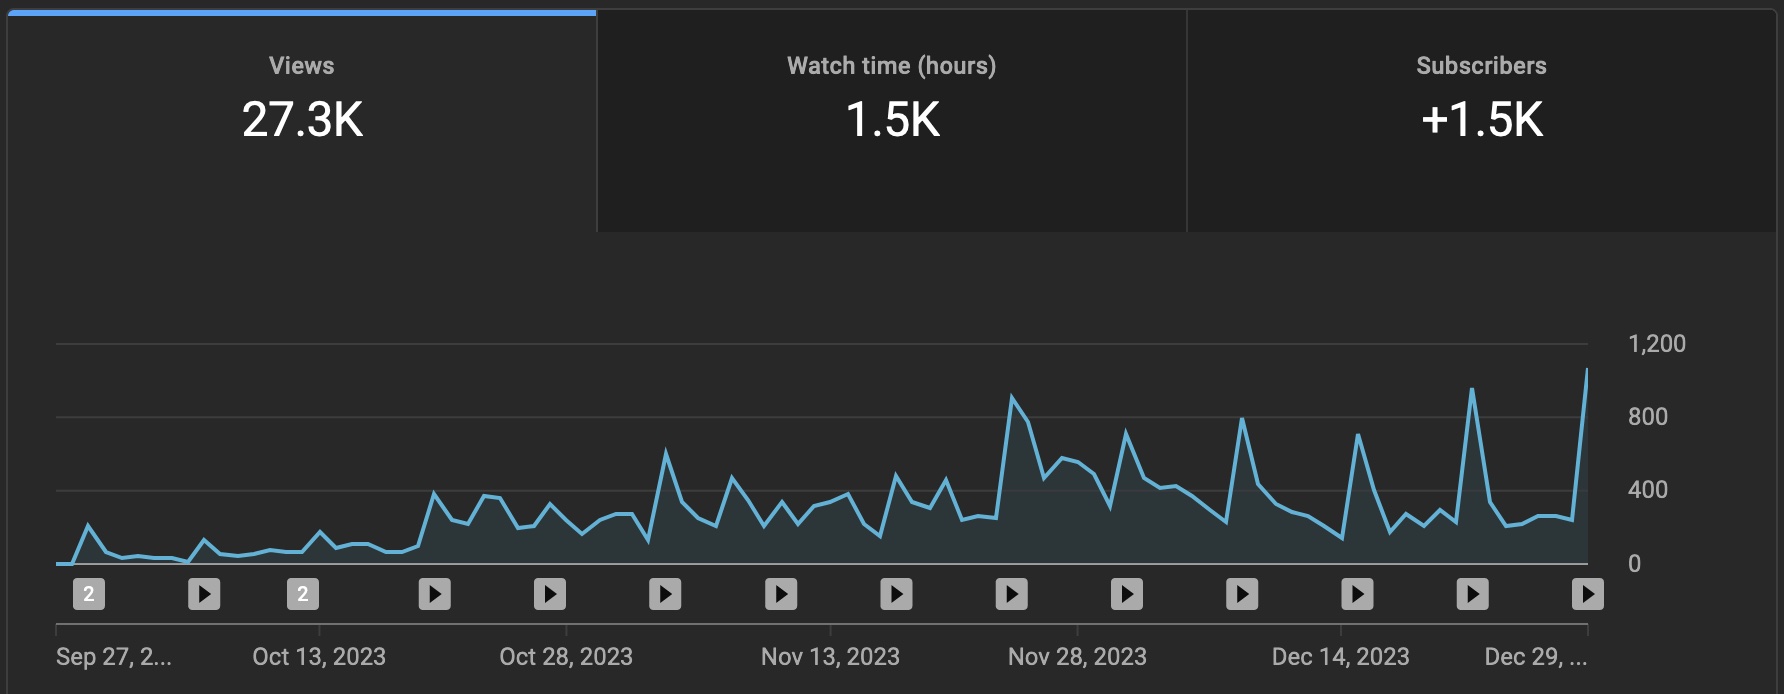 Views
27.3K
Watch time (hours)
1.5K
Subscribers
+1.5K
1,200
800
400
0
2
2
Sep 27, 2...
Oct 13, 2023
Oct 28, 2023
Nov 13, 2023
Nov 28, 2023
Dec 14, 2023
Dec 29, ...